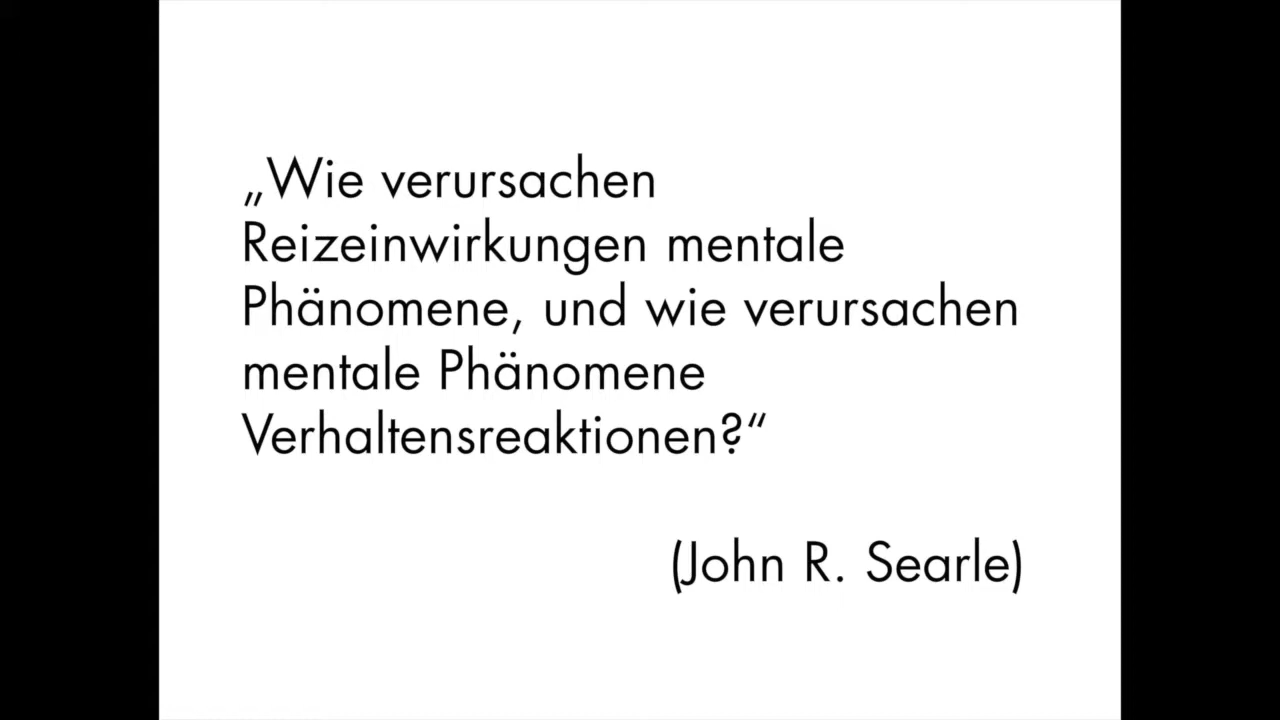 „Wie verursachen
Reizeinwirkungen mentale
Phänomene, und wie verursachen
mentale Phänomene
Verhaltensreaktionen?“
(John R. Searle)